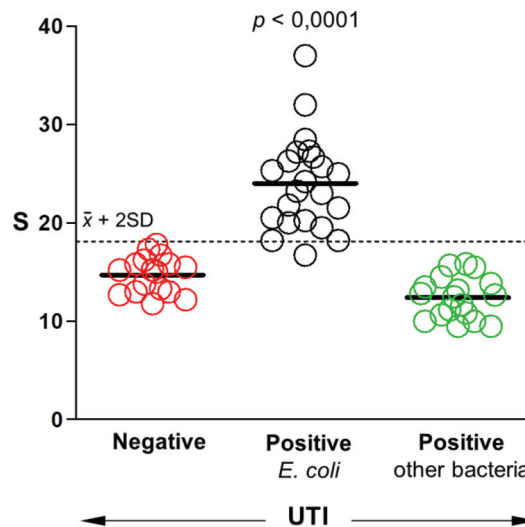 p < 0,0001
40
30
20
10
0
S
x̄ + 2SD
Negative
Positive
E. coli
Positive
other bacteria
UTI